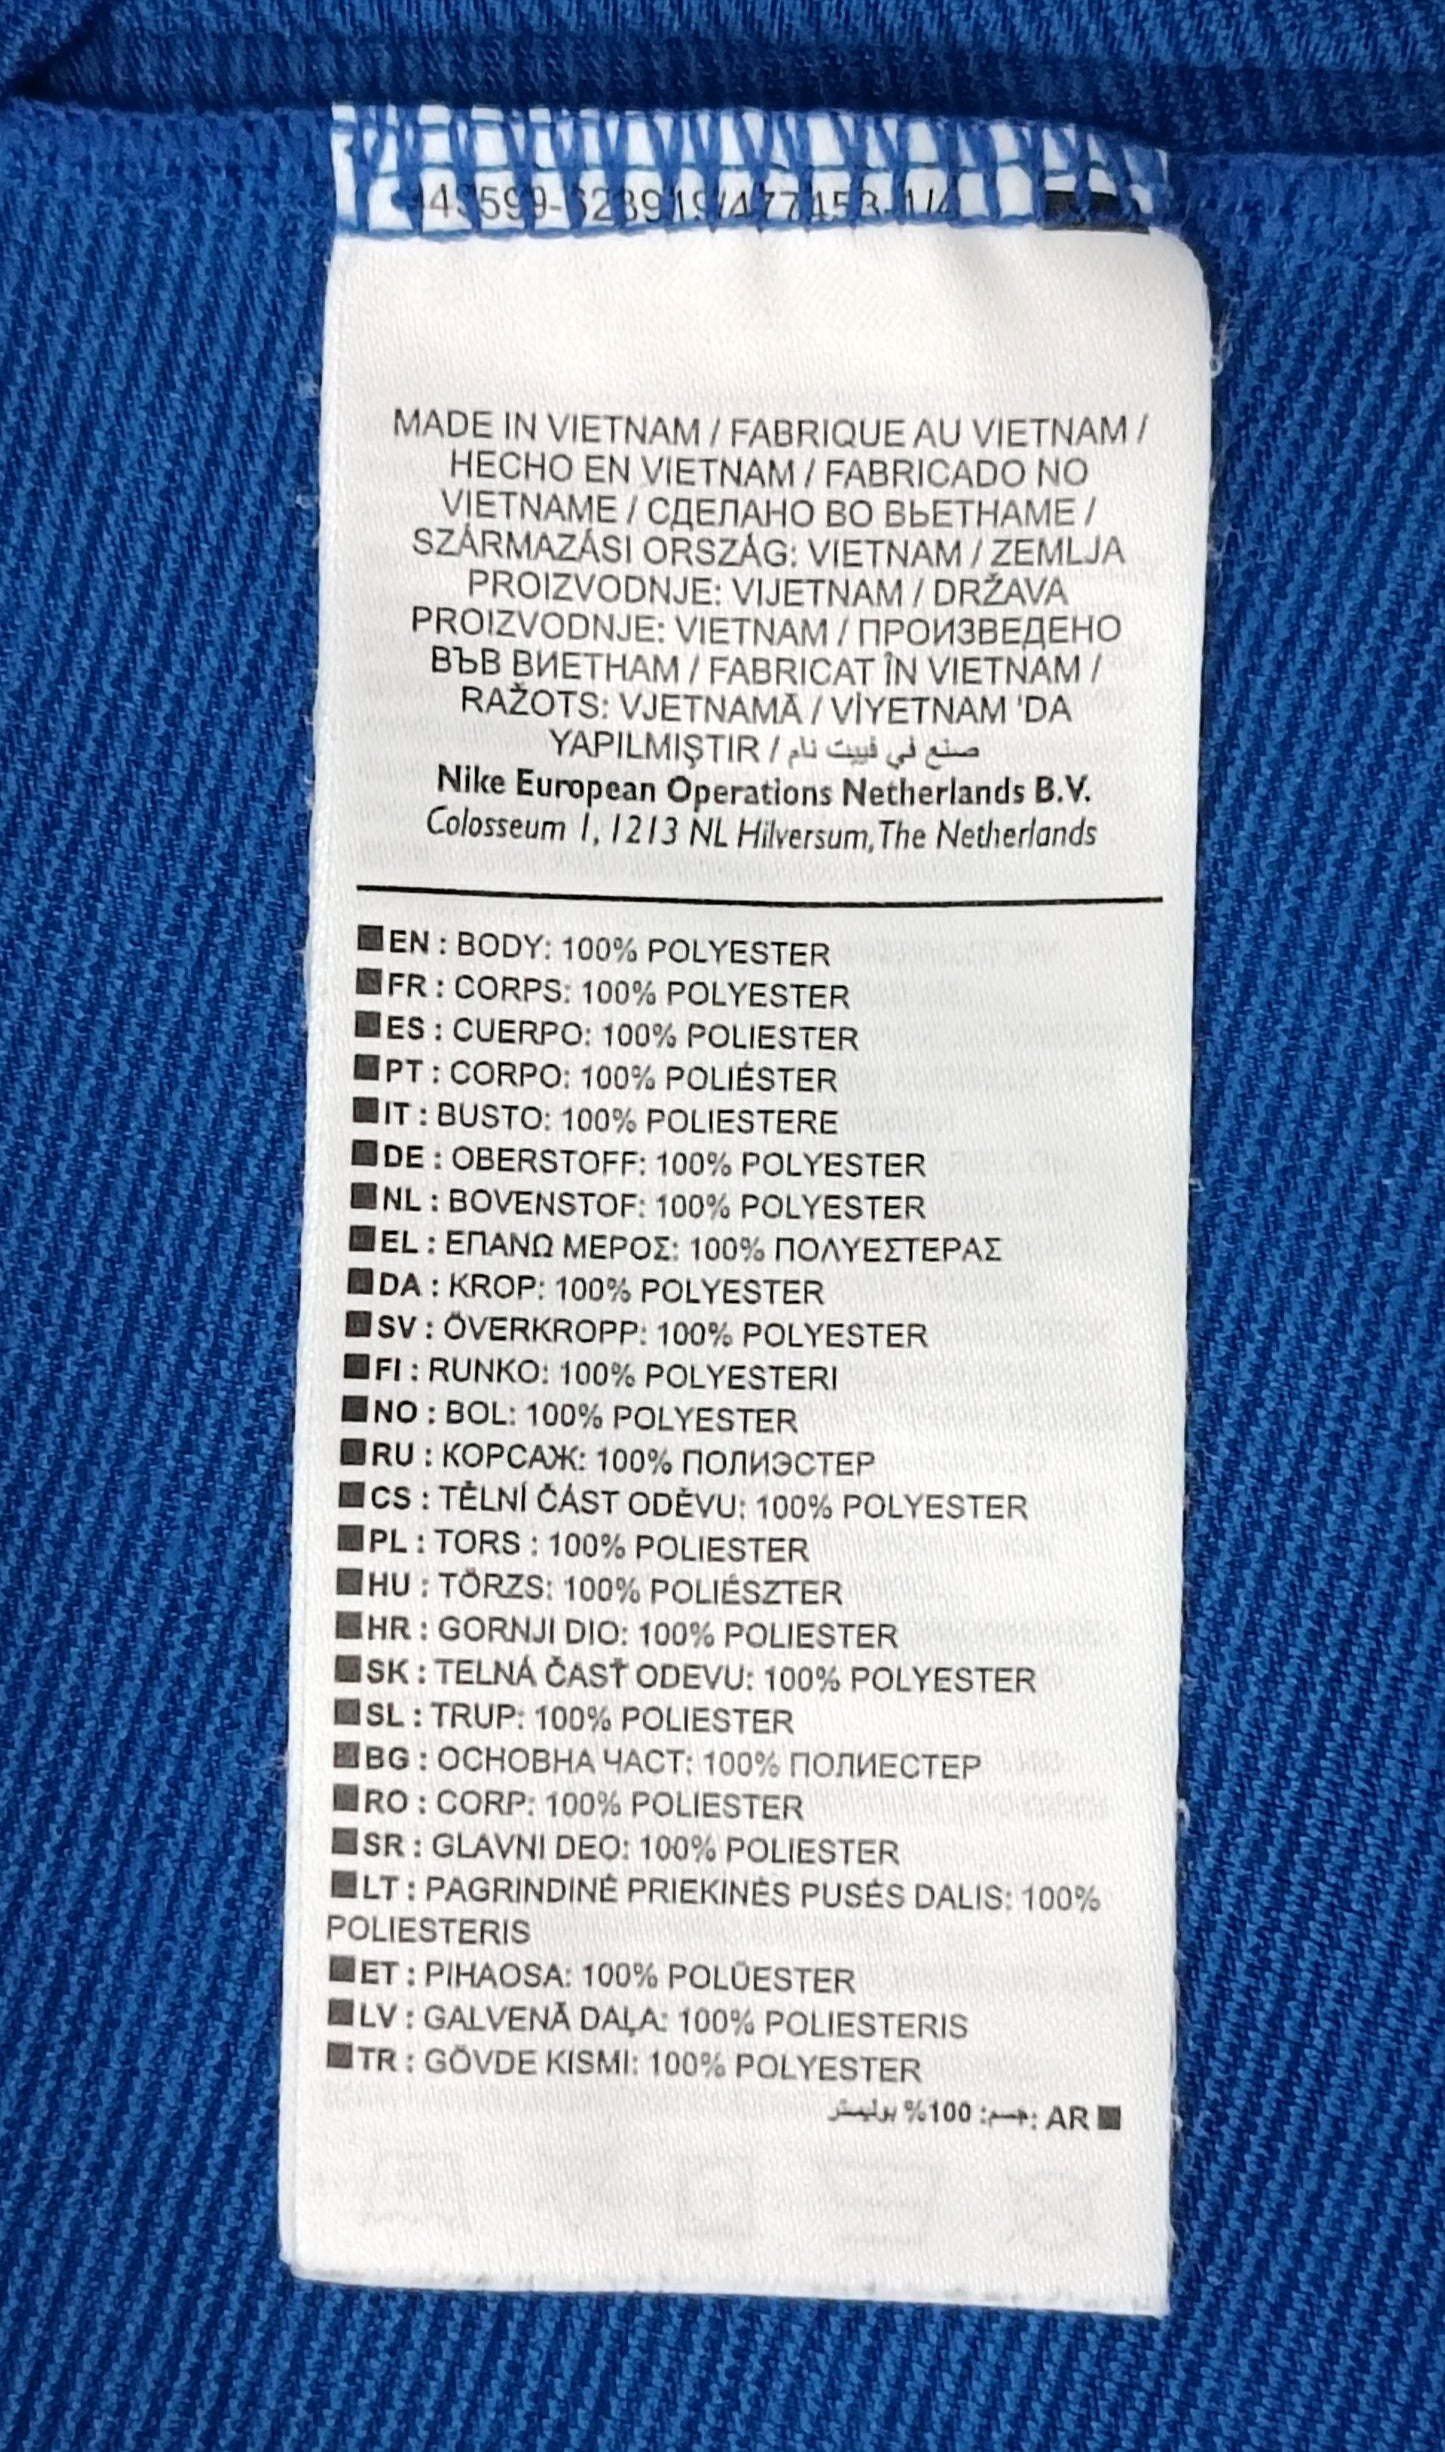 MADE IN VIETNAM / FABRIQUE AU VIETNAM /
HECHO EN VIETNAM / FABRICADO NO
VIETNAME / СДЕЛАНО ВО ВЬЕТНАМЕ /
SZÁRMAZÁSI ORSZÁG: VIETNAM / ZEMLJA
PROIZVODNJE: VIJETNAM / DRŽAVA
PROIZVODNJE: VIETNAM / ПРОИЗВЕДЕНО
ВЪВ ВИЕТНАМ / FABRICAT ÎN VIETNAM /
RAŽOTS: VJETNAMĀ / VİYETNAM 'DA
YAPILMIŞTIR / صنع في فييت نام
Nike European Operations Netherlands B.V.
Colosseum 1, 1213 NL Hilversum, The Netherlands
EN : BODY: 100% POLYESTER
FR : CORPS: 100% POLYESTER
ES : CUERPO: 100% POLIESTER
PT : CORPO: 100% POLIÉSTER
IT : BUSTO: 100% POLIESTERE
DE : OBERSTOFF: 100% POLYESTER
NL : BOVENSTOF: 100% POLYESTER
EL : ΕΠΑΝΩ ΜΕΡΟΣ: 100% ΠΟΛΥΕΣΤΕΡΑΣ
DA : KROP: 100% POLYESTER
SV : ÖVERKROPP: 100% POLYESTER
FI : RUNKO: 100% POLYESTERI
NO : BOL: 100% POLYESTER
RU : КОРСАЖ: 100% ПОЛИЭСТЕР
CS : TĚLNÍ ČÁST ODĚVU: 100% POLYESTER
PL : TORS : 100% POLIESTER
HU : TÖRZS: 100% POLIÉSZTER
HR : GORNJI DIO: 100% POLIESTER
SK : TELNÁ ČASŤ ODEVU: 100% POLYESTER
SL : TRUP: 100% POLIESTER
BG : ОСНОВНА ЧАСТ: 100% ПОЛИЕСТЕР
RO : CORP: 100% POLIESTER
SR : GLAVNI DEO: 100% POLIESTER
LT : PAGRINDINĖ PRIEKINĖS PUSĖS DALIS: 100%
POLIESTERIS
ET : PIHAOSA: 100% POLÜESTER
LV : GALVENĀ DAĻA: 100% POLIESTERIS
TR : GÖVDE KISMI: 100% POLYESTER
AR : جسم: 100% بوليستر